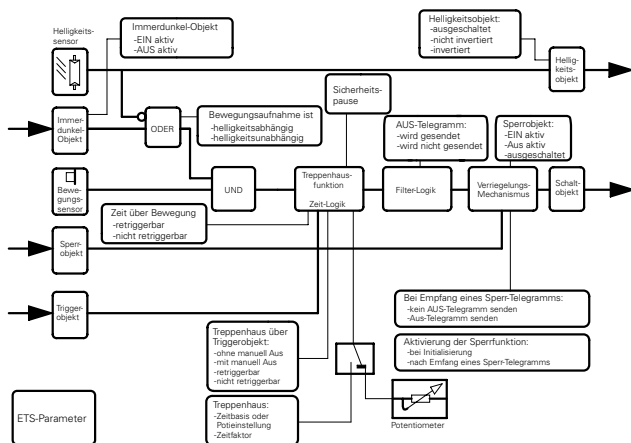 Helligkeits-
sensor
Immerdunkel-Objekt
-EIN aktiv
-AUS aktiv
Helligkeitsobjekt:
-ausgeschaltet
-nicht invertiert
-invertiert
Hellig-
keits-
objekt
Sicherheits-
pause
Immer-
dunkel-
Objekt
ODER
Bewegungsaufnahme ist
-helligkeitsabhängig
-helligkeitsunabhängig
AUS-Telegramm:
-wird gesendet
-wird nicht gesendet
Sperrobjekt:
-EIN aktiv
-Aus aktiv
-ausgeschaltet
Bewe-
gungss-
sensor
UND
Treppenhaus-
funktion
Zeit-Logik
Filter-Logik
Verriegelungs-
Mechanismus
Schalt-
objekt
Zeit über Bewegung
-retriggerbar
-nicht retriggerbar
Sperr-
objekt
Trigger-
objekt
Bei Empfang eines Sperr-Telegramms:
-kein AUS-Telegramm senden
-Aus-Telegramm senden
Treppenhaus über
Triggerobjekt:
-ohne manuell Aus
-mit manuell Aus
-retriggerbar
-nicht retriggerbar
Aktivierung der Sperrfunktion:
-bei Initialisierung
-nach Emfang eines Sperr-Telegramms
Treppenhaus:
-Zeitbasis oder
Potieinstellung
-Zeitfaktor
Potentiometer
ETS-Parameter